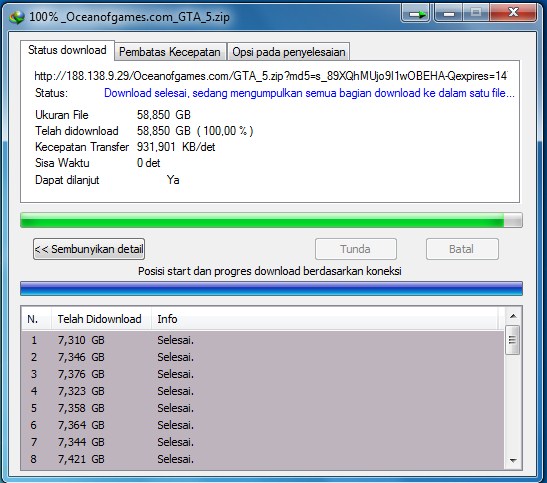 100% _Oceanofgames.com_GTA_5.zip
Status download Pembatas Kecepatan Opsi pada penyelesaian
http://188.138.9.29/Oceanofgames.com/GTA_5.zip?md5=s_89XQhMUjo9I1wOBEHA-Qexpires=14
Status: Download selesai, sedang mengumpulkan semua bagian download ke dalam satu file...
Ukuran File 58,850 GB
Telah didownload 58,850 GB ( 100,00 % )
Kecepatan Transfer 931,901 KB/det
Sisa Waktu 0 det
Dapat dilanjut Ya
<< Sembunyikan detail Tunda Batal
Posisi start dan progres download berdasarkan koneksi
N. Telah Didownload Info
1 7,310 GB Selesai.
2 7,346 GB Selesai.
3 7,376 GB Selesai.
4 7,323 GB Selesai.
5 7,358 GB Selesai.
6 7,364 GB Selesai.
7 7,344 GB Selesai.
8 7,421 GB Selesai.